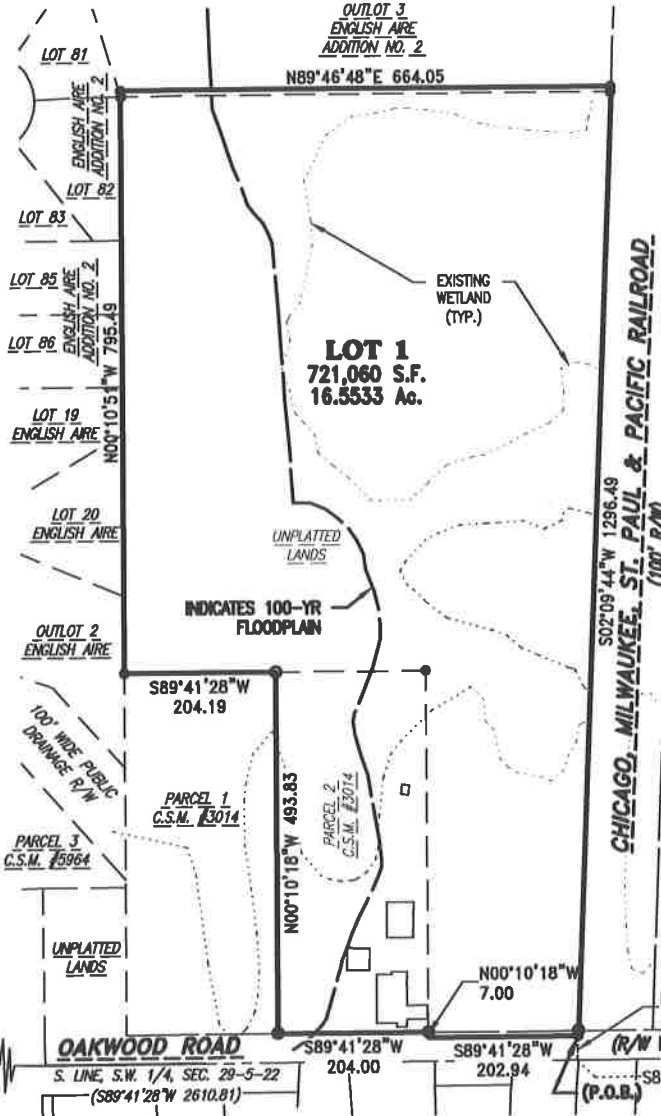 OUTLOT 3
ENGLISH AIRE
ADDITION NO. 2
LOT 81
ENGLISH AIRE
ADDITION NO. 2
N89°46'48"E 664.05
LOT 82
LOT 83
LOT 85
ENGLISH AIRE
ADDITION NO. 2
LOT 86
N00°10'51"W 795.49
EXISTING
WETLAND
(TYP.)
LOT 1
721,060 S.F.
16.5533 Ac.
LOT 19
ENGLISH AIRE
LOT 20
ENGLISH AIRE
UNPLATTED
LANDS
INDICATES 100-YR
FLOODPLAIN
S02°09'44"W 1296.49
CHICAGO, MILWAUKEE, ST. PAUL & PACIFIC RAILROAD
(100' R/W)
OUTLOT 2
ENGLISH AIRE
S89°41'28"W
204.19
100' WIDE PUBLIC
DRAINAGE R/W
PARCEL 1
C.S.M. #3014
N00°10'18"W 493.83
PARCEL 2
C.S.M. #3014
PARCEL 3
C.S.M. #5964
UNPLATTED
LANDS
N00°10'18"W
7.00
OAKWOOD ROAD
S89°41'28"W
204.00
S89°41'28"W
202.94
(R/W
S. LINE, S.W. 1/4, SEC. 29-5-22
(S89°41'28"W 2610.81)
(P.O.B.)
S8